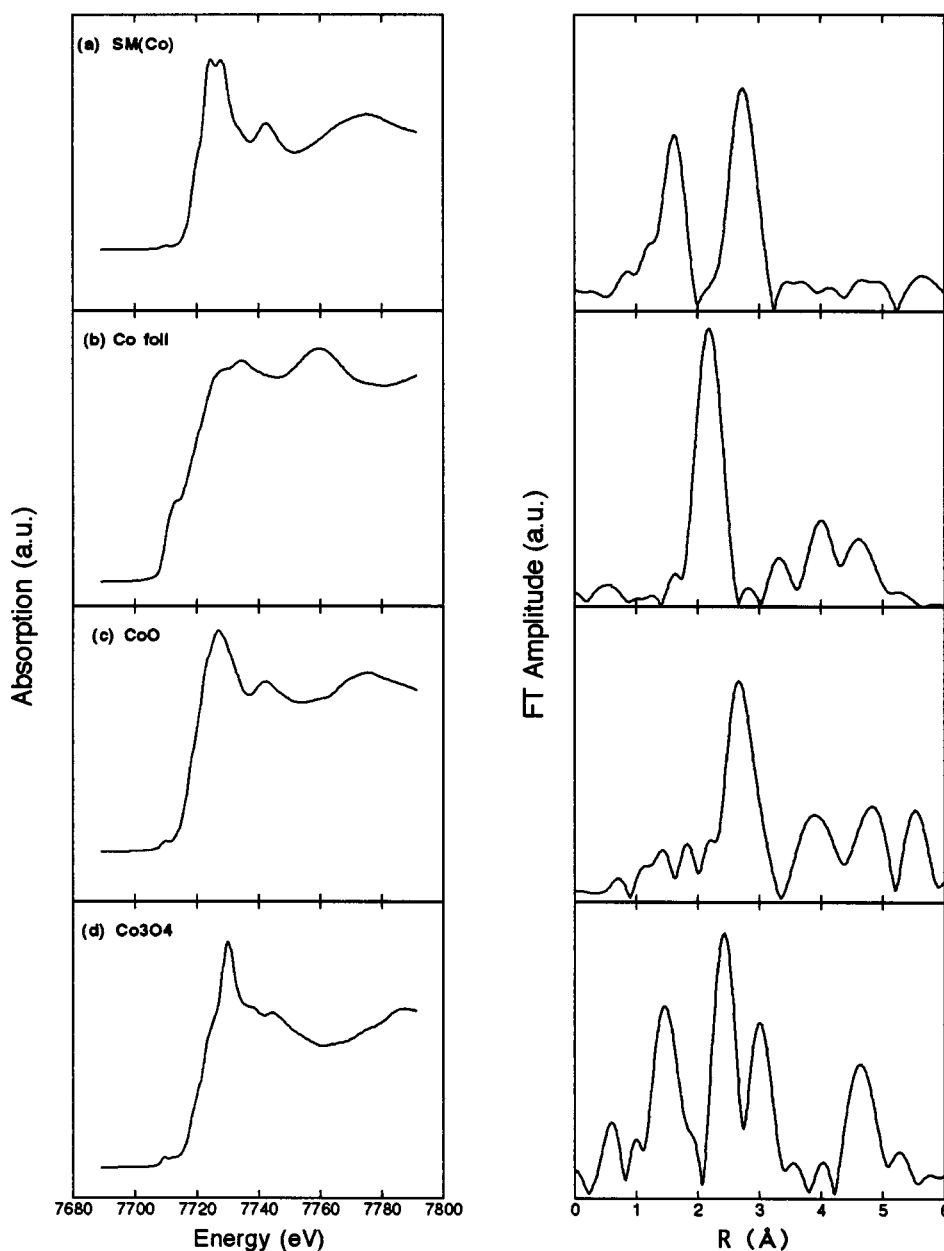 (a) SM(Co)
(b) Co foil
(c) CoO
(d) Co3O4
Absorption (a.u.)
7680 7700 7720 7740 7760 7780 7800
Energy (eV)
FT Amplitude (a.u.)
0 1 2 3 4 5 6
R (Å)